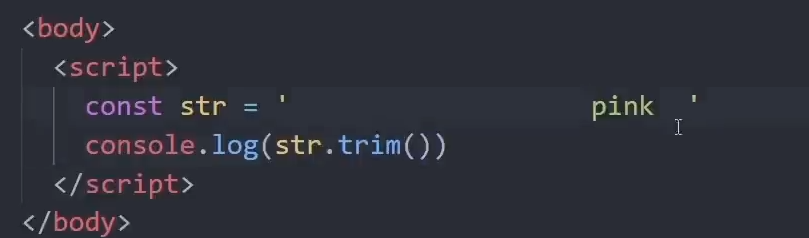 <body>
  <script>
    const str = '                   pink  '
    console.log(str.trim())
  </script>
</body>